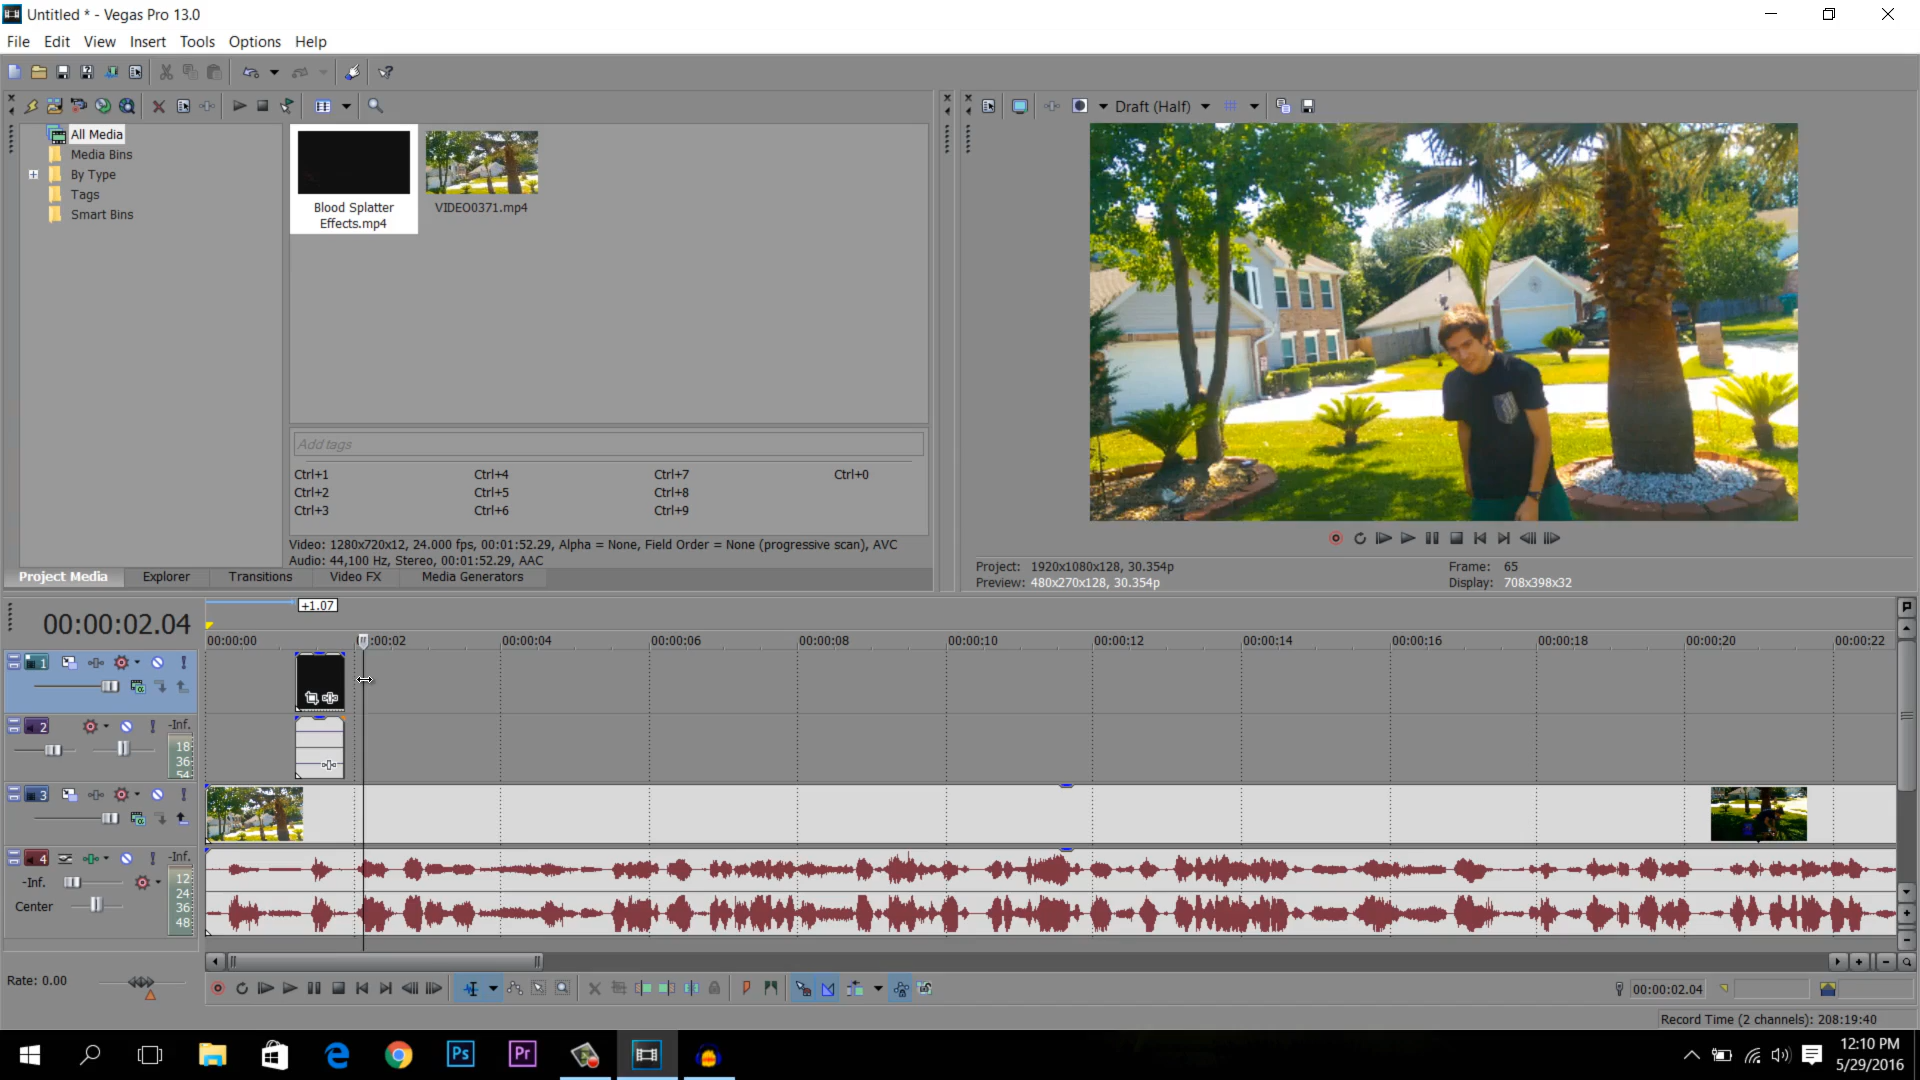 Untitled * - Vegas Pro 13.0
File Edit View Insert Tools Options Help
Draft (Half)
All Media
Media Bins
By Type
Tags
Smart Bins
Blood Splatter
Effects.mp4
VIDEO0371.mp4
Add tags
Ctrl+1 Ctrl+4 Ctrl+7 Ctrl+0
Ctrl+2 Ctrl+5 Ctrl+8
Ctrl+3 Ctrl+6 Ctrl+9
Video: 1280x720x12, 24.000 fps, 00:01:52.29, Alpha = None, Field Order = None (progressive scan), AVC
Audio: 44,100 Hz, Stereo, 00:01:52.29, AAC
Project Media Explorer Transitions Video FX Media Generators
Project: 1920x1080x128, 30.354p
Preview: 480x270x128, 30.354p
Frame: 65
Display: 708x398x32
00:00:02.04
+1.07
00:00:00 :00:02 00:00:04 00:00:06 00:00:08 00:00:10 00:00:12 00:00:14 00:00:16 00:00:18 00:00:20 00:00:22
1
2
-Inf.
18
36
54
3
4
-Inf.
-Inf.
12
24
36
48
Center
Rate: 0.00
00:00:02.04
Record Time (2 channels): 208:19:40
Ps
Pr
12:10 PM
5/29/2016